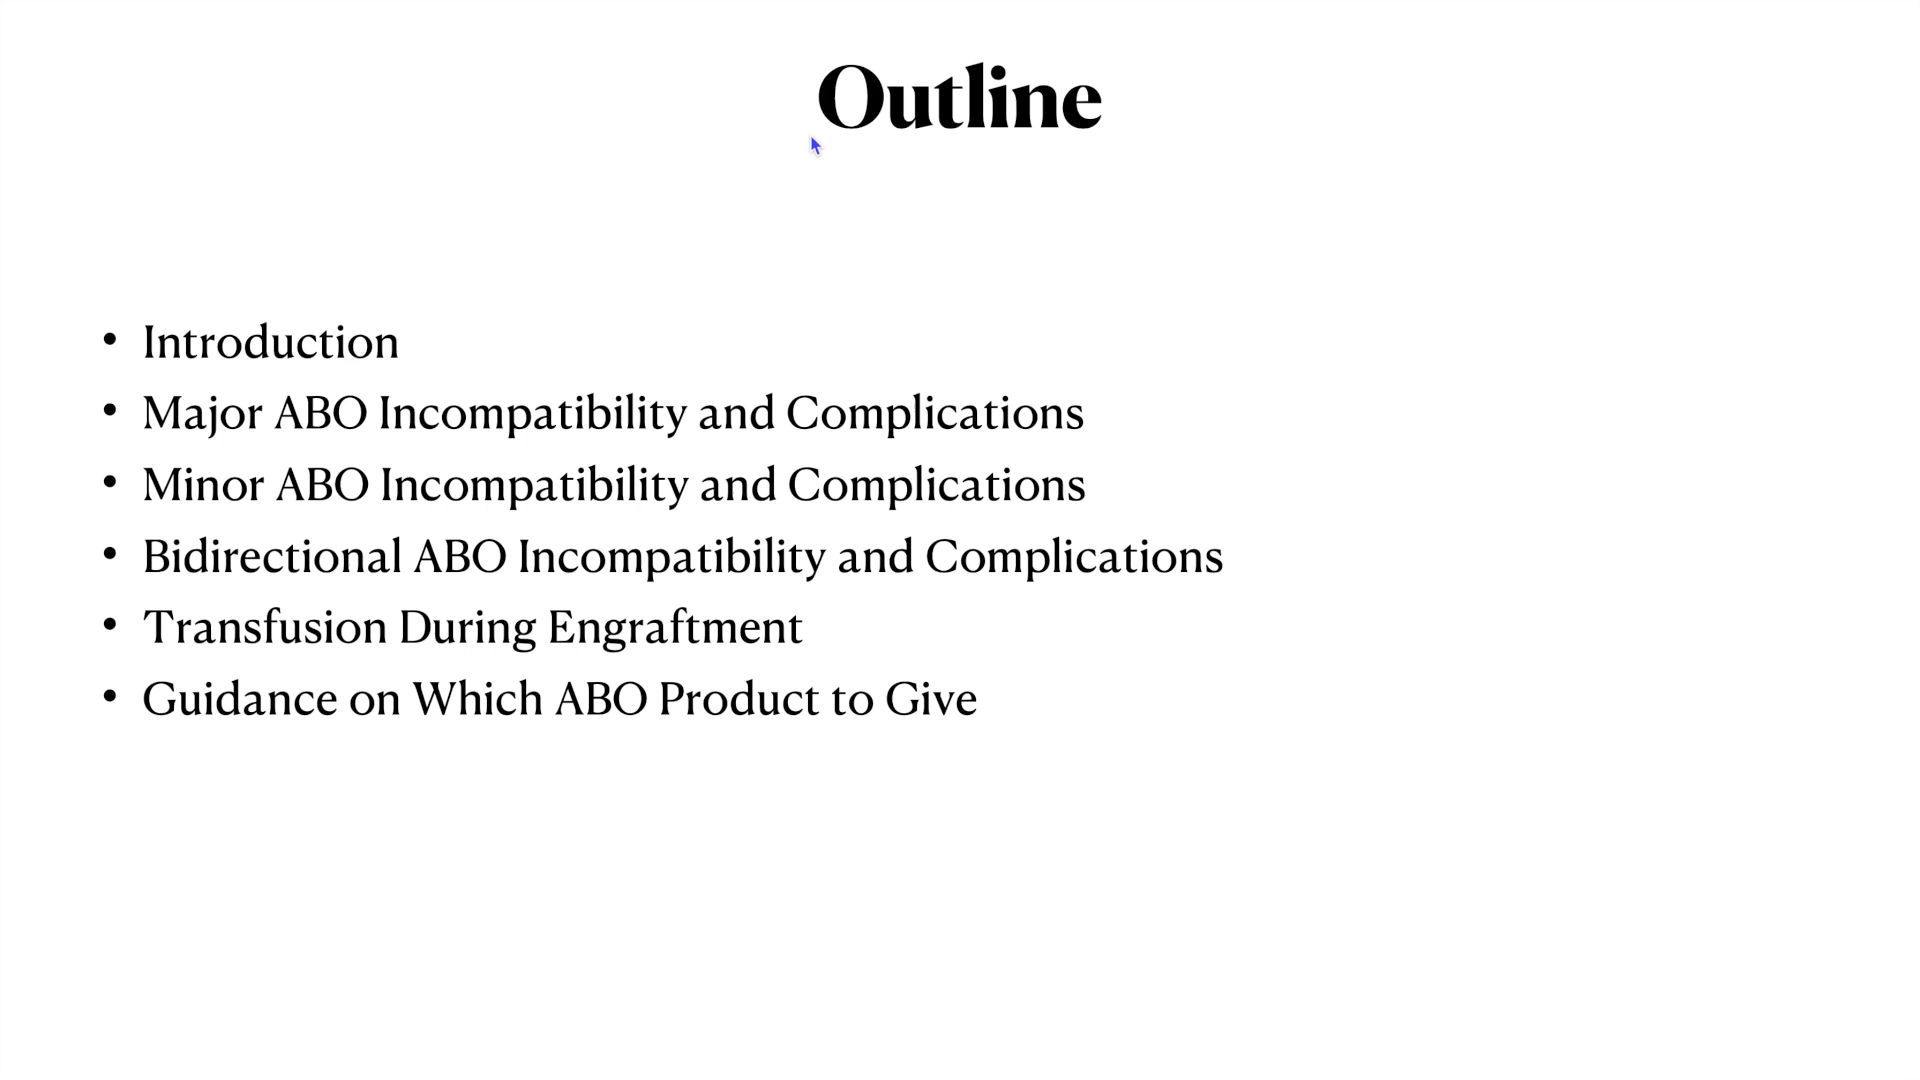 Outline
• Introduction
• Major ABO Incompatibility and Complications
• Minor ABO Incompatibility and Complications
• Bidirectional ABO Incompatibility and Complications
• Transfusion During Engraftment
• Guidance on Which ABO Product to Give